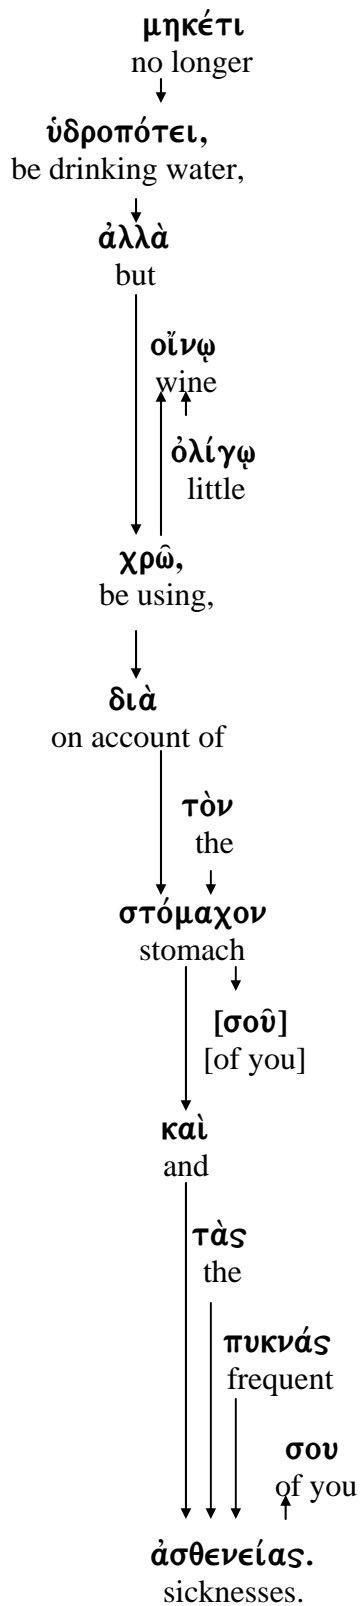 μηκέτι
no longer
ὑδροπότει,
be drinking water,
ἀλλὰ
but
οἴνῳ
wine
ὀλίγῳ
little
χρῶ,
be using,
διὰ
on account of
τὸν
the
στόμαχον
stomach
[σοῦ]
[of you]
καὶ
and
τὰς
the
πυκνάς
frequent
σου
of you
ἀσθενείας.
sicknesses.